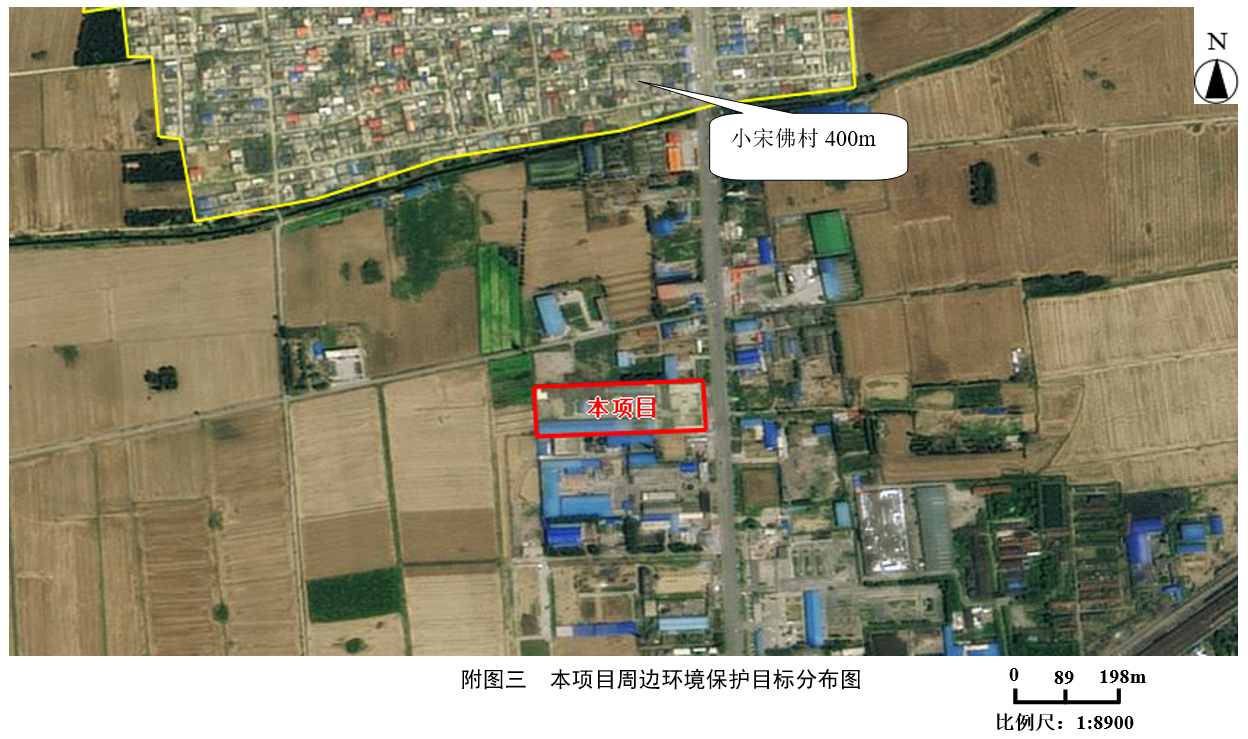 N
小宋佛村 400m
本项目
附图三 本项目周边环境保护目标分布图
0 89 198m
比例尺：1:8900